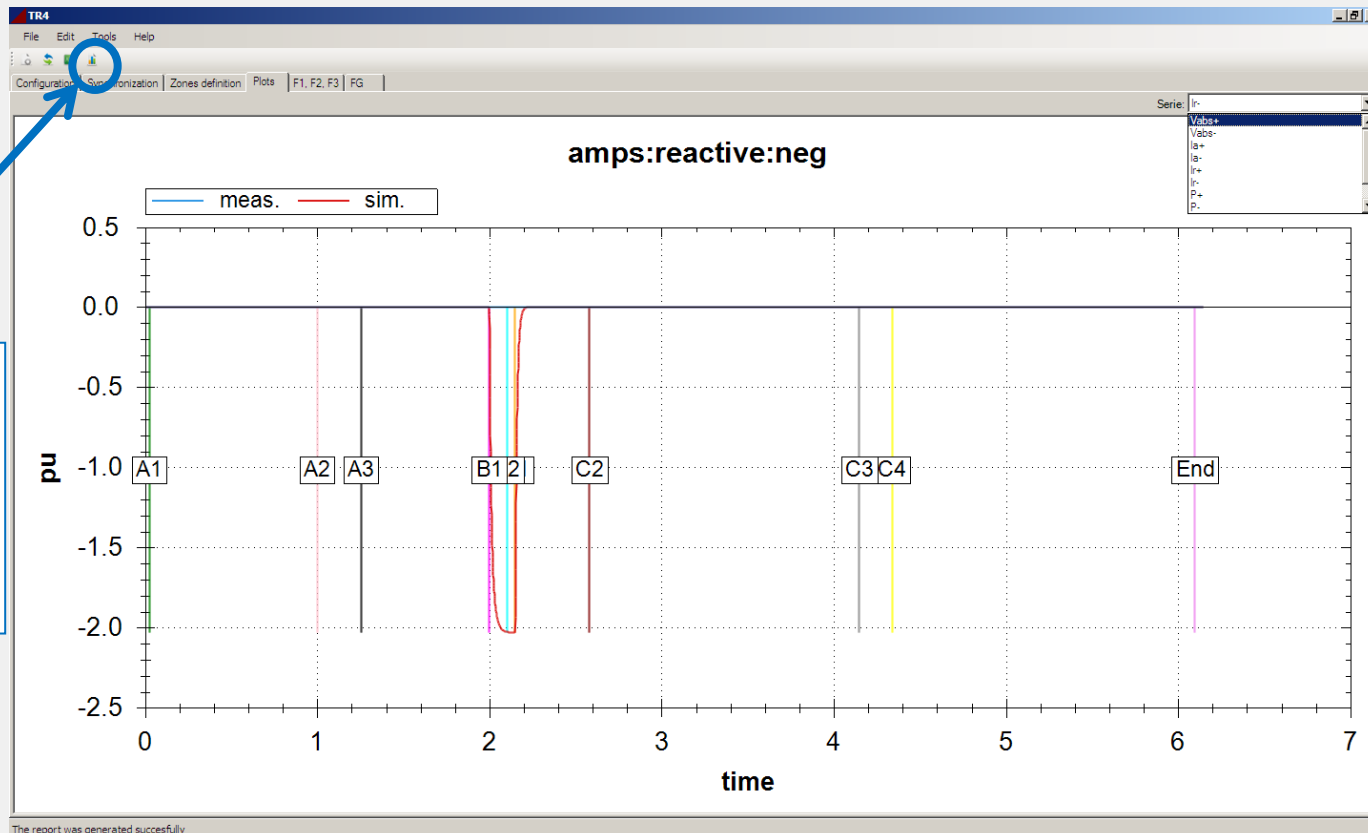 TR4
File Edit Tools Help
Configuration Synchronization Zones definition Plots F1, F2, F3 FG
Serie: Ir-
Vabs+
Vabs-
Ia+
Ia-
Ir+
Ir-
P+
P-
amps:reactive:neg
meas. sim.
0.5
0.0
-0.5
-1.0
-1.5
-2.0
-2.5
pu
A1 A2 A3 B1 2 C2 C3 C4 End
0 1 2 3 4 5 6 7
time
The report was generated succesfully